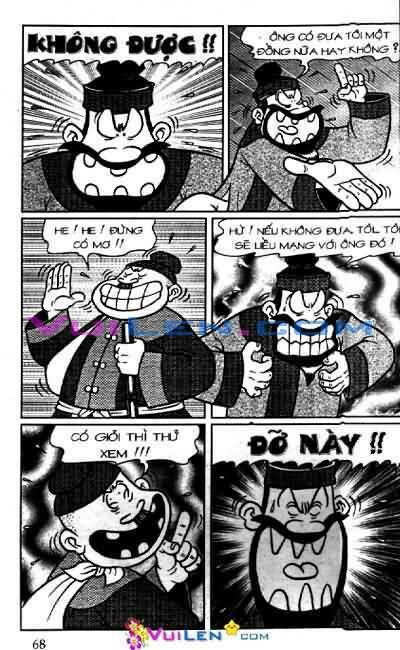 KHÔNG ĐƯỢC !!
ÔNG CÓ ĐƯA TÔI MỘT
ĐỒNG NỮA HAY KHÔNG ?
HE ! HE ! ĐỪNG
CÓ MƠ !!
HỪ ! NẾU KHÔNG ĐƯA, TÔI.. TÔI
SẼ LIỀU MẠNG VỚI ÔNG ĐÓ !
VUILEN.COM
CÓ GIỎI THÌ THỬ
XEM !!!
ĐỠ NÀY !!
68
VUILEN.COM